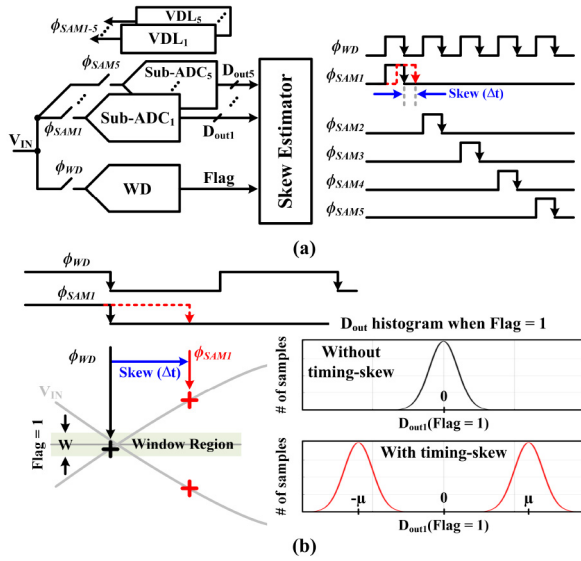 ϕSAM1-5
VDL5
VDL1
ϕSAM5
Sub-ADC5
Dout5
ϕSAM1
Sub-ADC1
Dout1
VIN
ϕWD
WD
Flag
Skew Estimator
ϕWD
ϕSAM1
Skew (Δt)
ϕSAM2
ϕSAM3
ϕSAM4
ϕSAM5
(a)
ϕWD
ϕSAM1
ϕWD
ϕSAM1
Skew (Δt)
VIN
Flag = 1
W
Window Region
Dout histogram when Flag = 1
# of samples
Without
timing-skew
0
Dout1(Flag = 1)
# of samples
With timing-skew
-μ
0
μ
Dout1(Flag = 1)
(b)